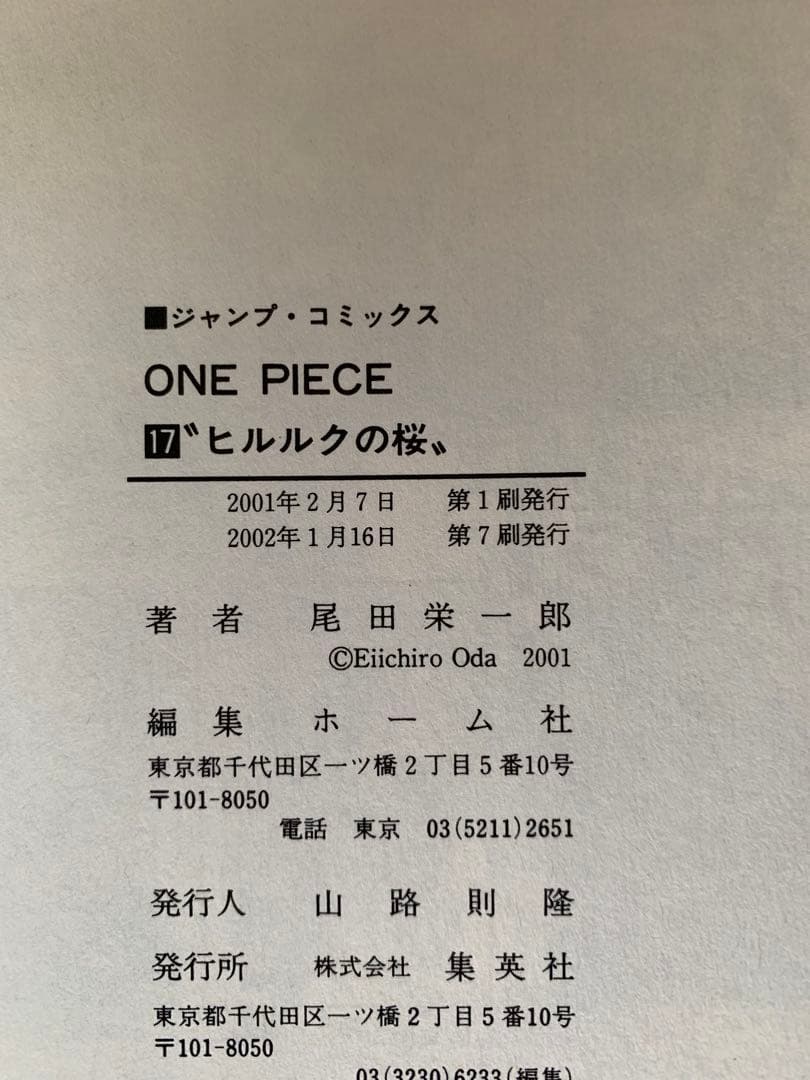 ■ジャンプ・コミックス
ONE PIECE
17〝ヒルルクの桜〟
2001年2月7日 第1刷発行
2002年1月16日 第7刷発行
著者 尾田栄一郎
©Eiichiro Oda 2001
編集 ホーム社
東京都千代田区一ツ橋2丁目5番10号
〒101-8050
電話 東京 03(5211)2651
発行人 山路則隆
発行所 株式会社 集英社
東京都千代田区一ツ橋2丁目5番10号
〒101-8050
03(3230)6233(編集)